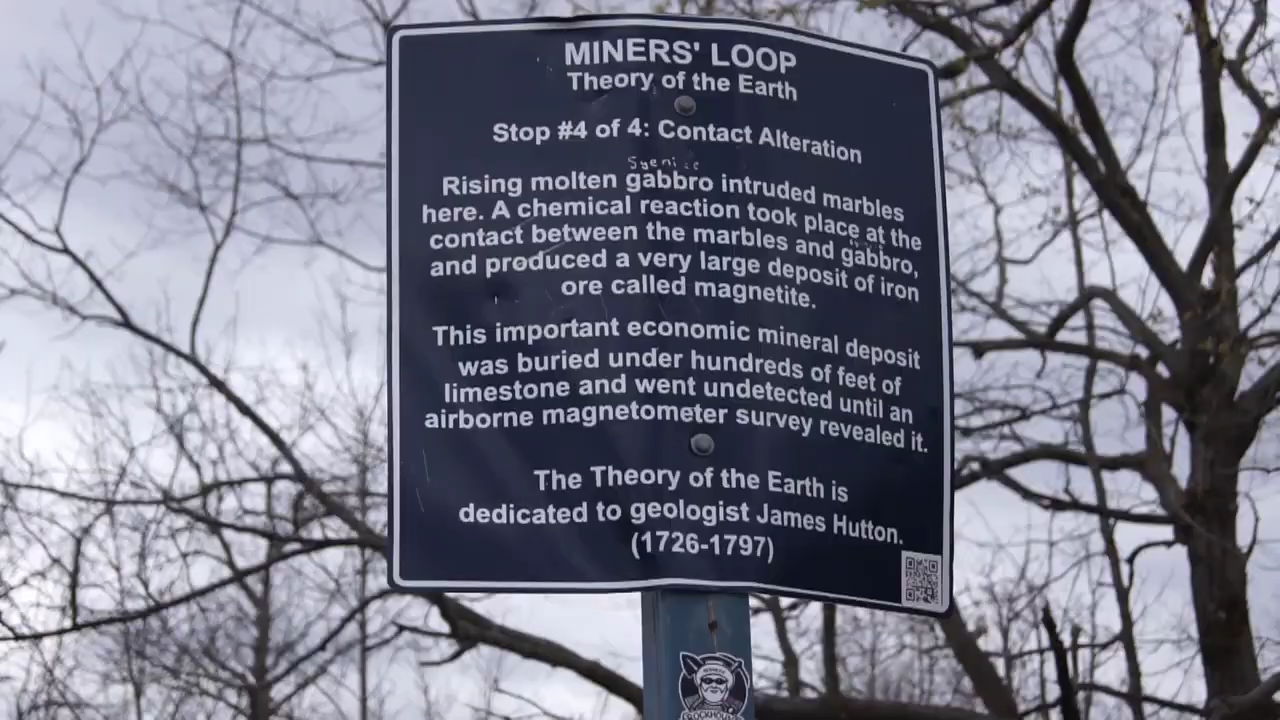 MINERS' LOOP
Theory of the Earth
Stop #4 of 4: Contact Alteration
Rising molten gabbro intruded marbles
here. A chemical reaction took place at the
contact between the marbles and gabbro,
and produced a very large deposit of iron
ore called magnetite.
This important economic mineral deposit
was buried under hundreds of feet of
limestone and went undetected until an
airborne magnetometer survey revealed it.
The Theory of the Earth is
dedicated to geologist James Hutton.
(1726-1797)